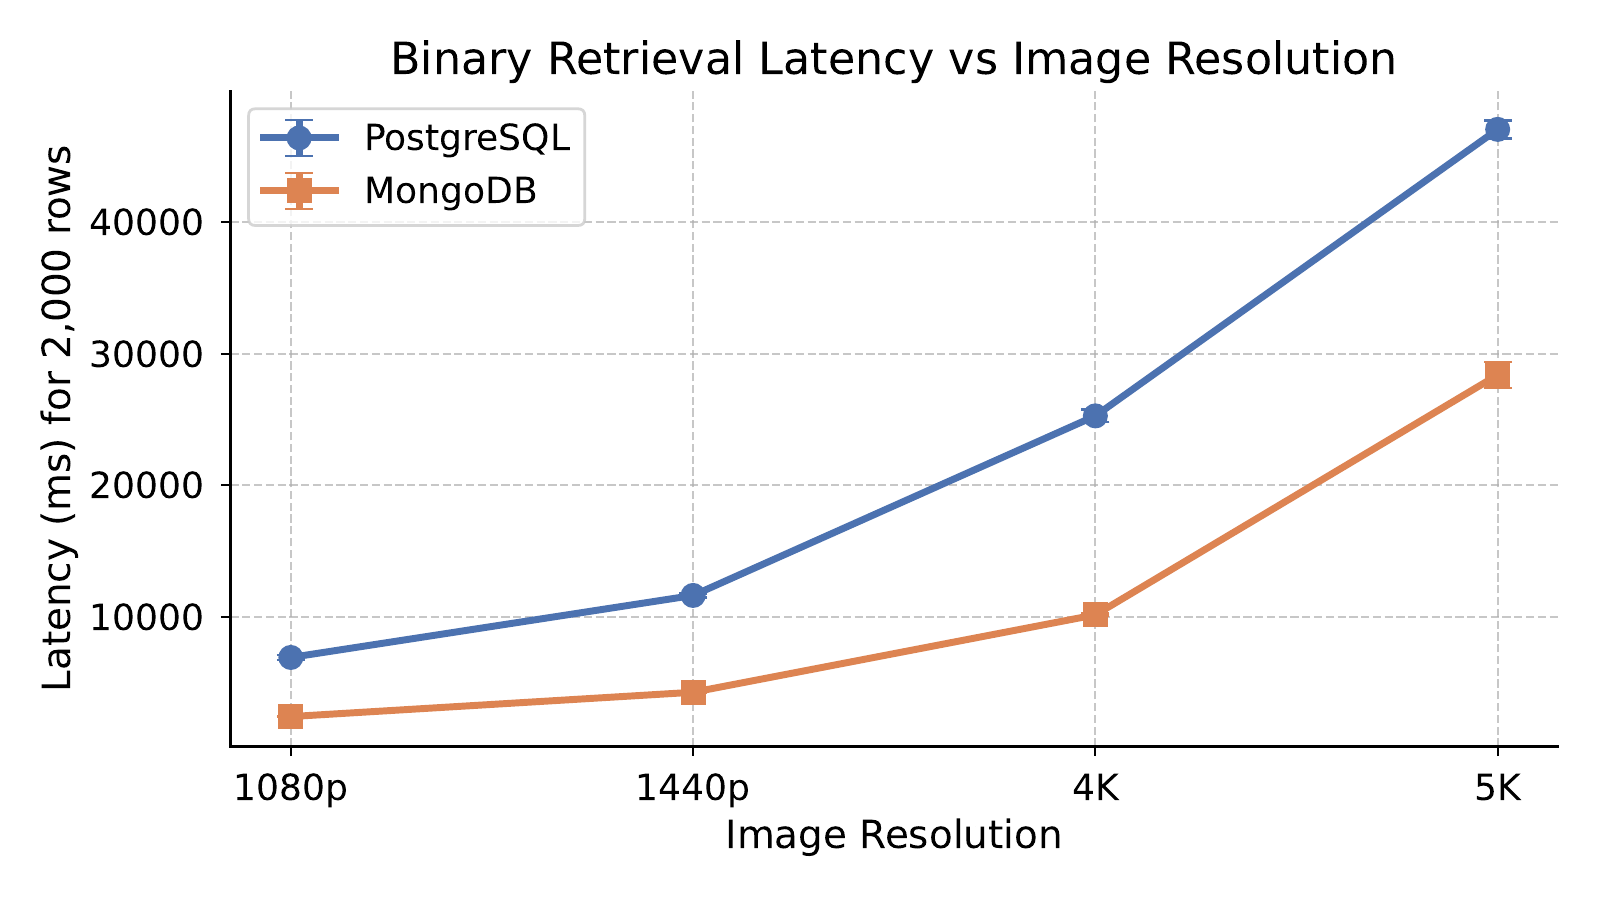 Binary Retrieval Latency vs Image Resolution
PostgreSQL
MongoDB
Latency (ms) for 2,000 rows
40000
30000
20000
10000
1080p
1440p
4K
5K
Image Resolution